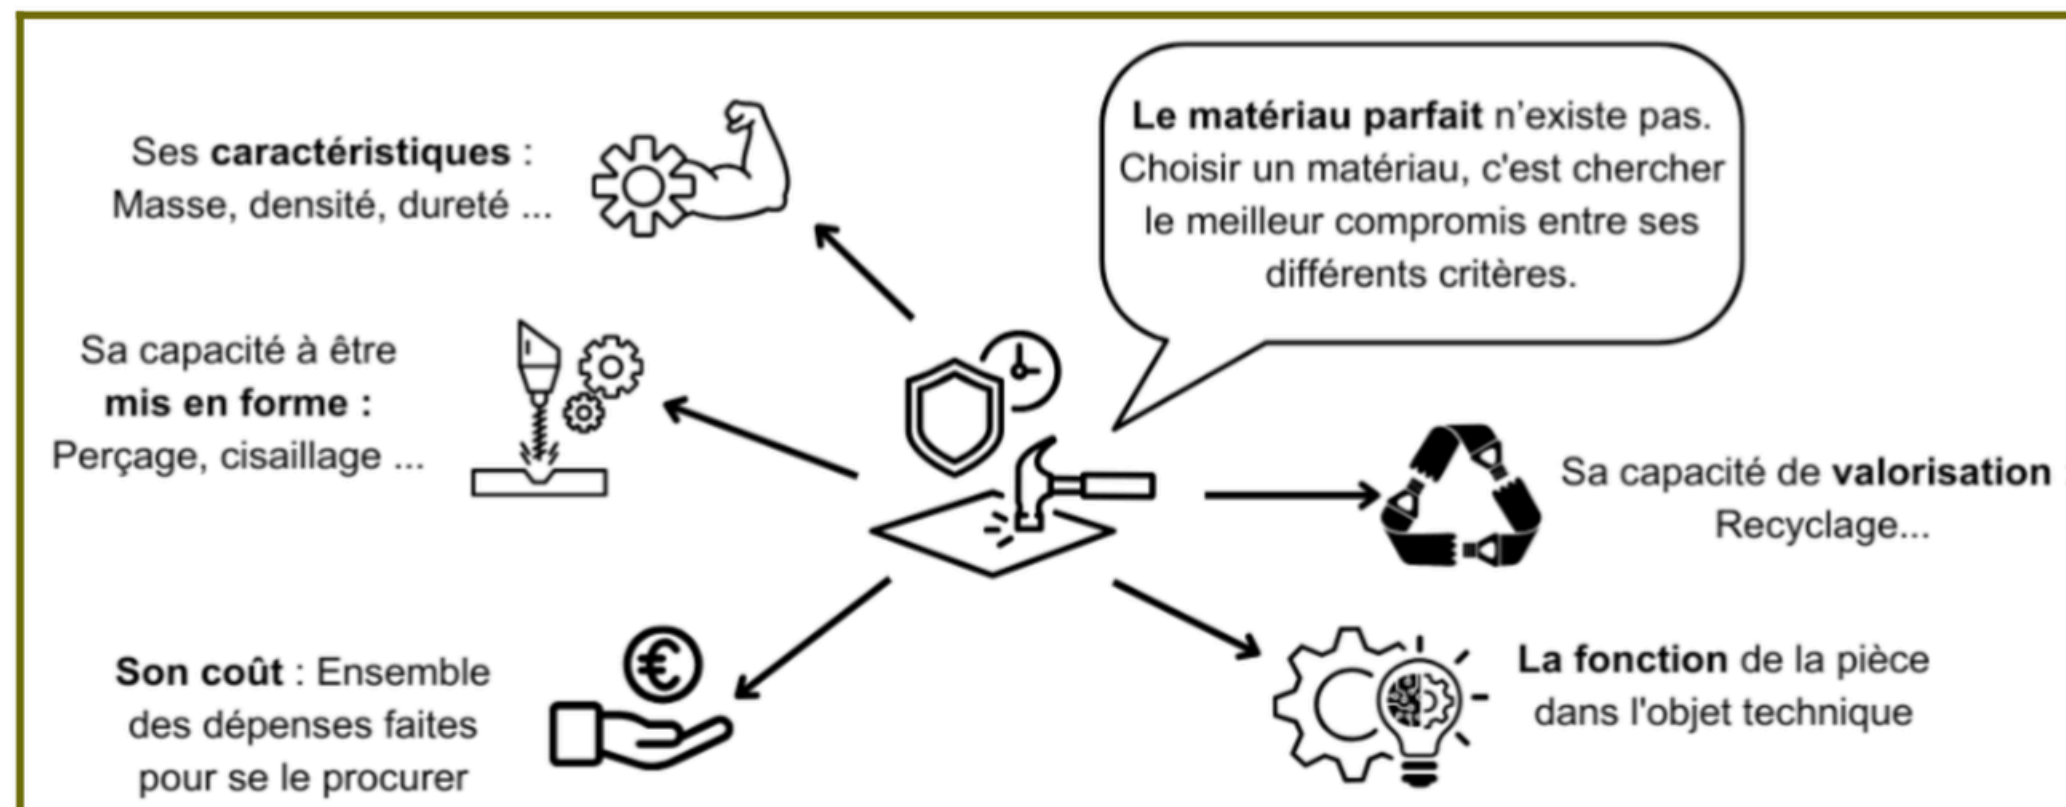 Ses caractéristiques :
Masse, densité, dureté ...
Le matériau parfait n'existe pas.
Choisir un matériau, c'est chercher
le meilleur compromis entre ses
différents critères.
Sa capacité à être
mis en forme :
Perçage, cisaillage ...
Sa capacité de valorisation :
Recyclage...
Son coût : Ensemble
des dépenses faites
pour se le procurer
La fonction de la pièce
dans l'objet technique